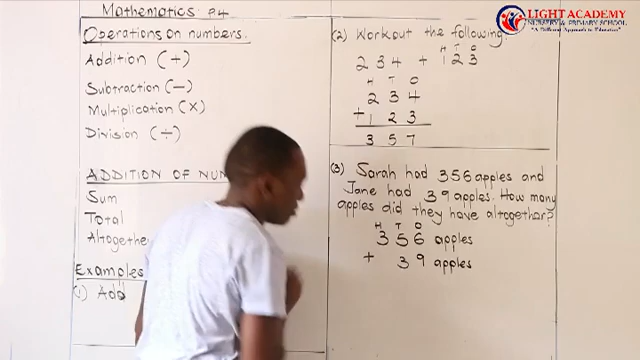 Mathematics P4
Operations on numbers.
Addition (+)
Subtraction (−)
Multiplication (×)
Division (÷)
ADDITION OF
Sum
Total
Examples
(1) Add
(2) Workout the following.
H T O
234 + 123
H T O
2 3 4
+ 1 2 3
3 5 7
(3) Sarah had 356 apples and
Jane had 39 apples. How many
apples did they have altogether?
H T O
3 5 6 apples
+ 3 9 apples
LIGHT ACADEMY
NURSERY & PRIMARY SCHOOL
"A Different Approach to Education"